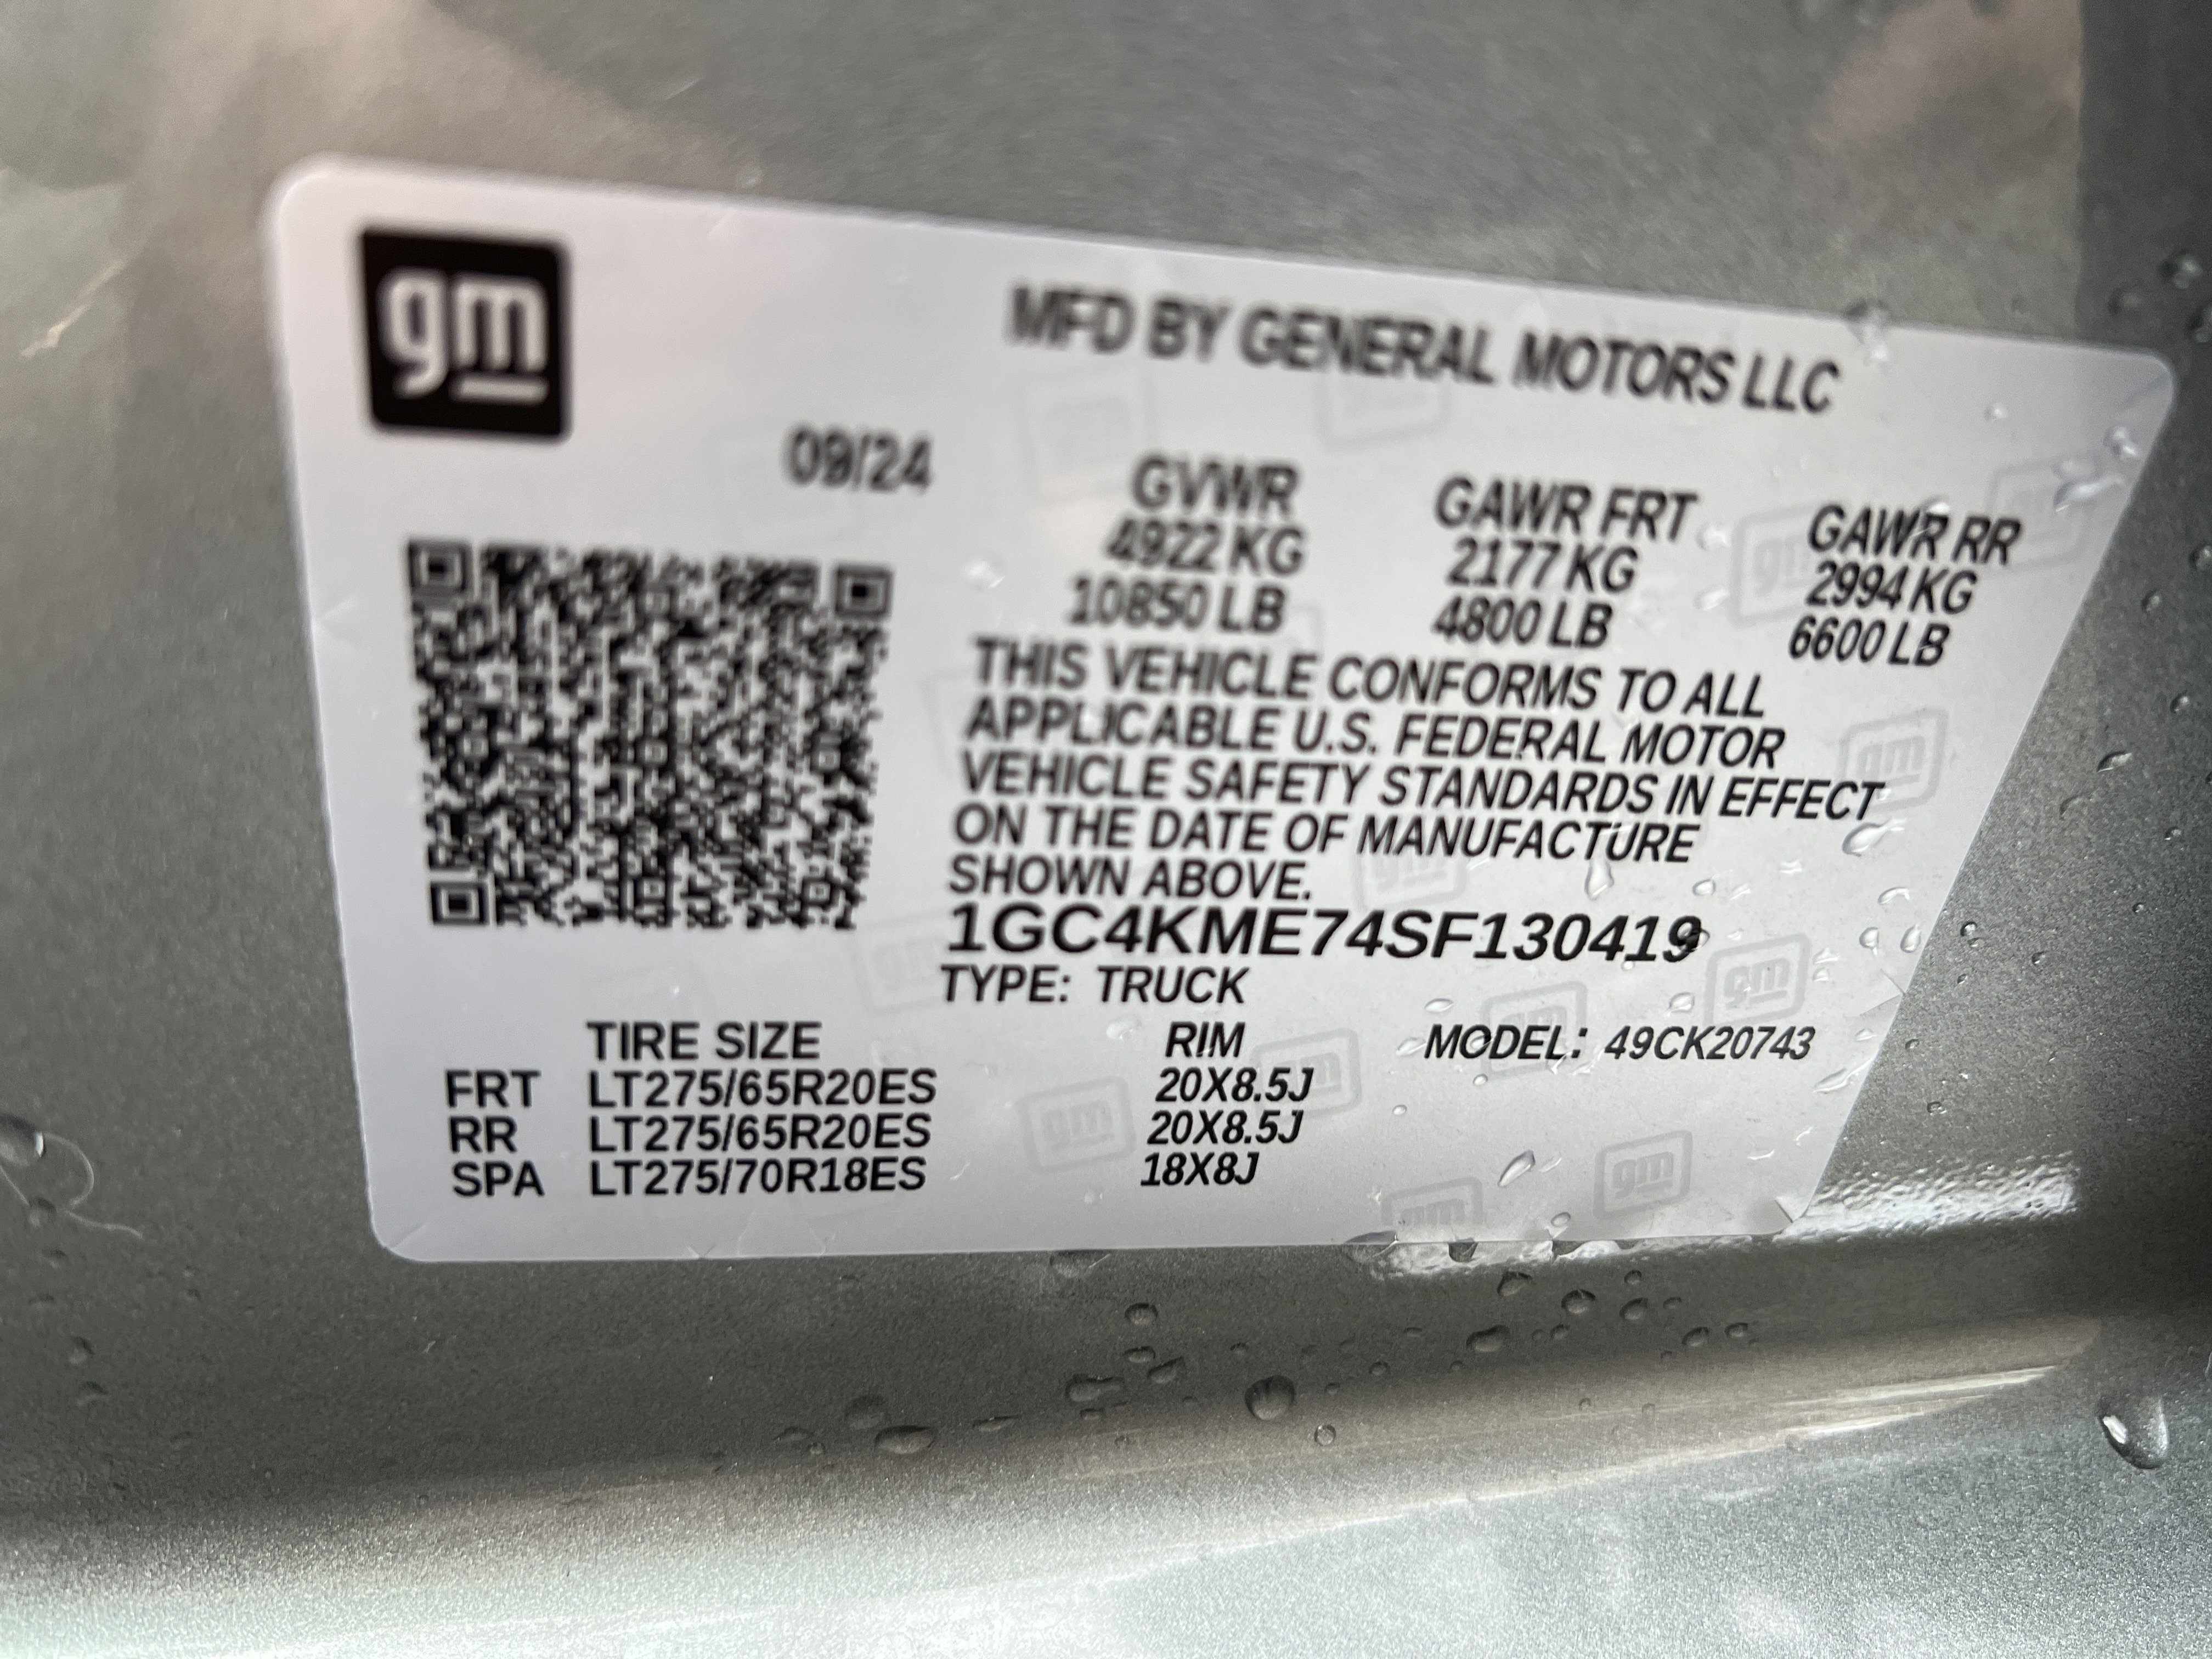 gm
MFD BY GENERAL MOTORS LLC
09/24
GVWR GAWR FRT GAWR RR
4922 KG 2177 KG 2994 KG
10850 LB 4800 LB 6600 LB
THIS VEHICLE CONFORMS TO ALL
APPLICABLE U.S. FEDERAL MOTOR
VEHICLE SAFETY STANDARDS IN EFFECT
ON THE DATE OF MANUFACTURE
SHOWN ABOVE.
1GC4KME74SF130419
TYPE: TRUCK
TIRE SIZE RIM MODEL: 49CK20743
FRT LT275/65R20ES 20X8.5J
RR LT275/65R20ES 20X8.5J
SPA LT275/70R18ES 18X8J